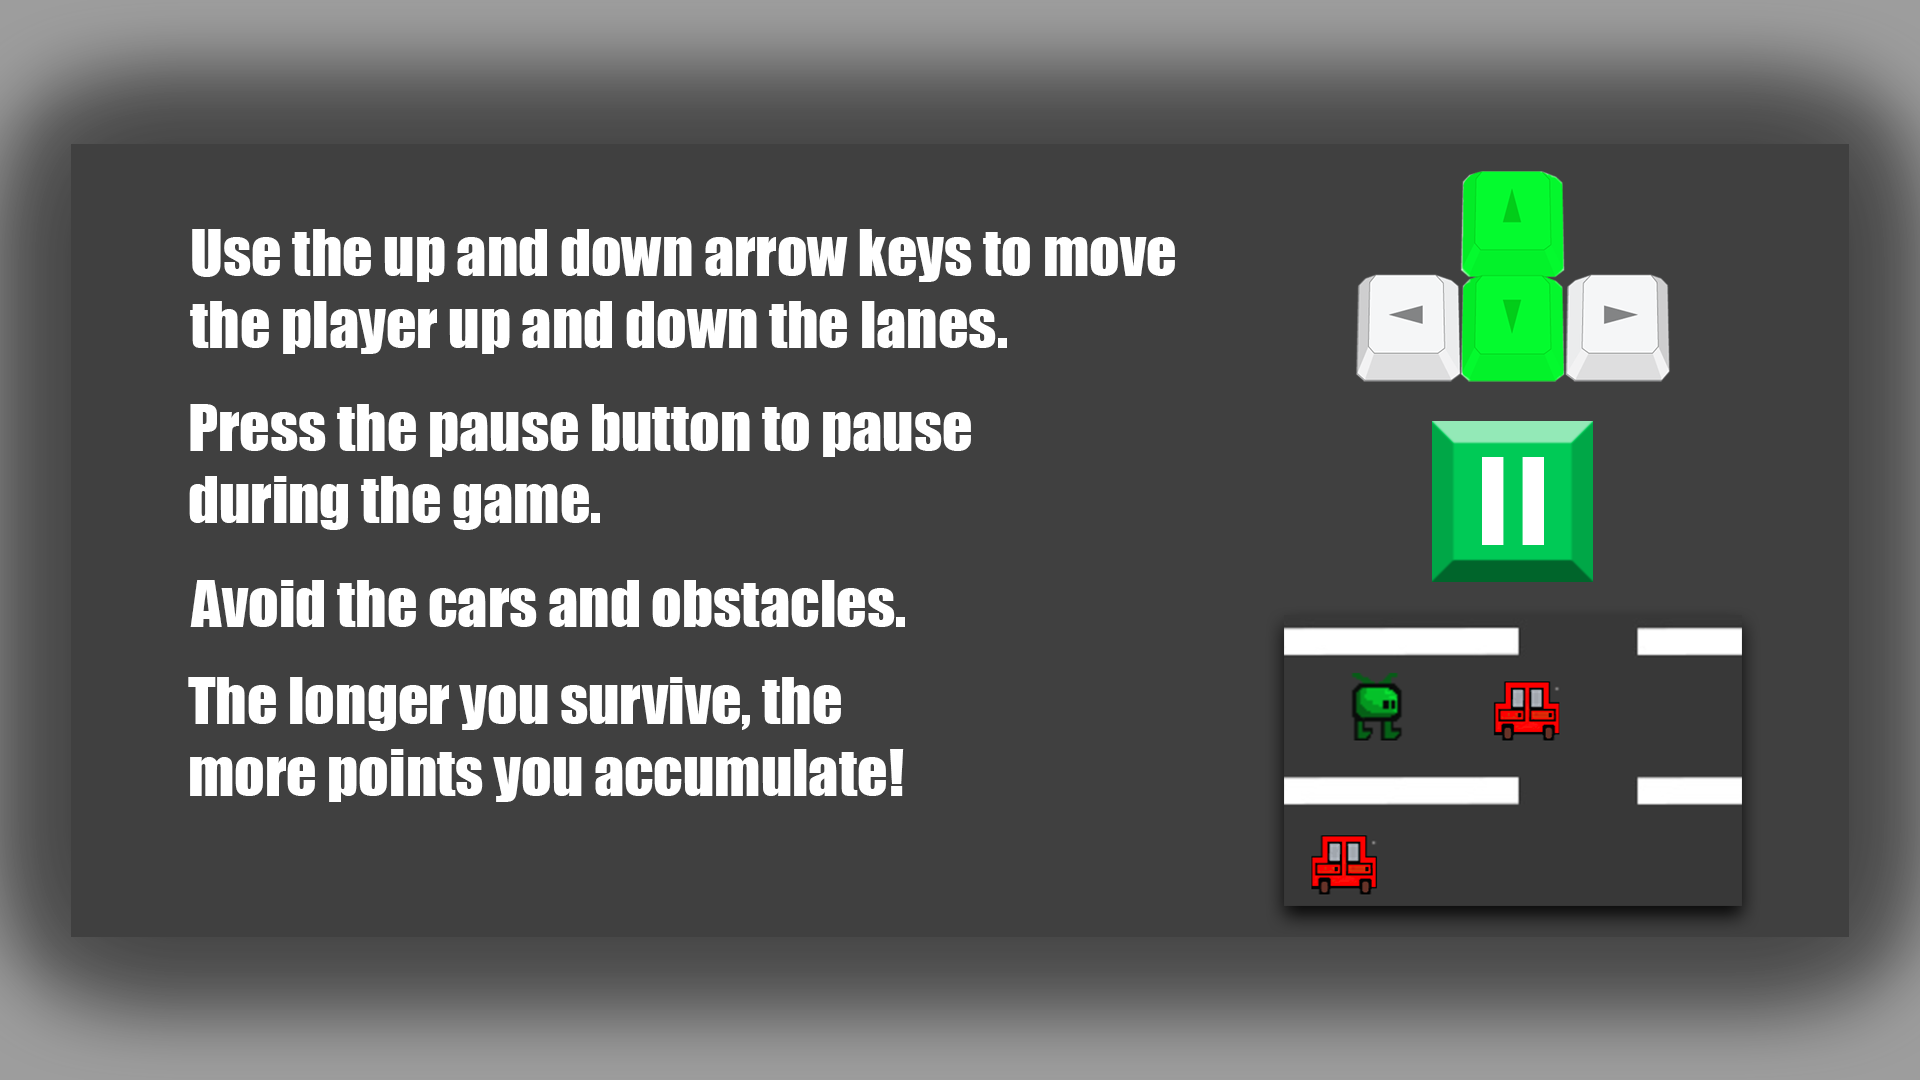 Use the up and down arrow keys to move
the player up and down the lanes.
Press the pause button to pause
during the game.
Avoid the cars and obstacles.
The longer you survive, the
more points you accumulate!